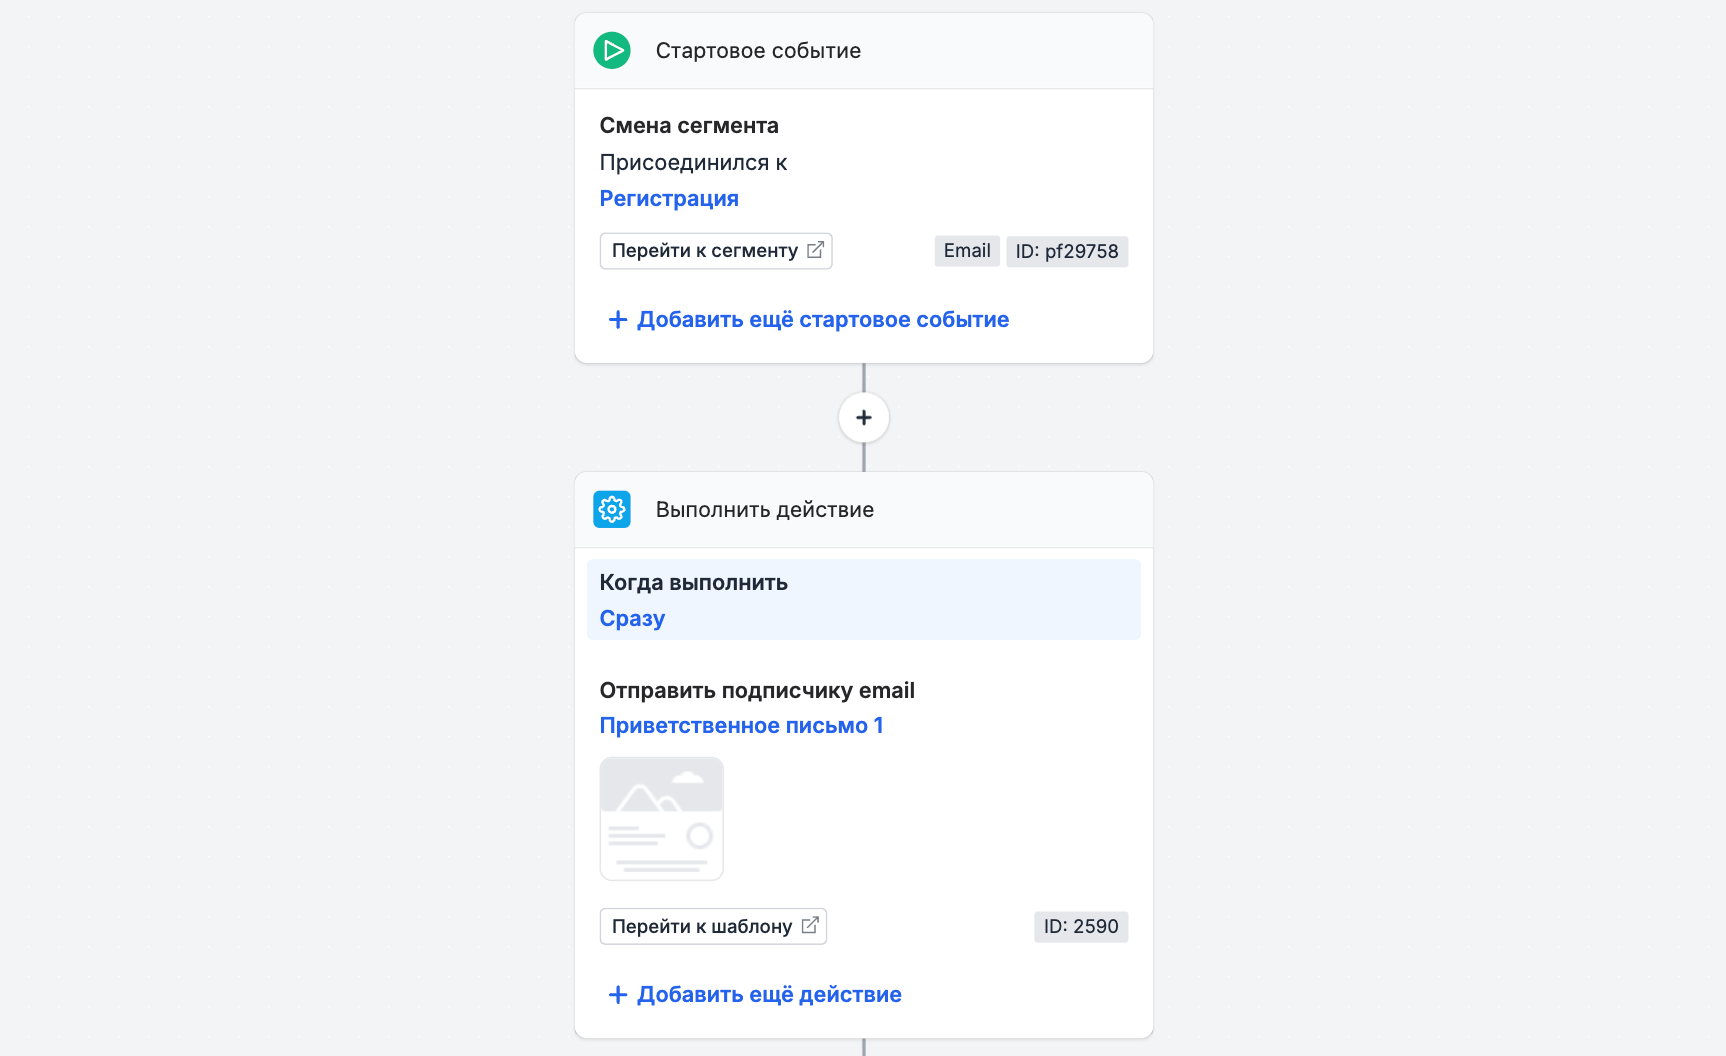 Стартовое событие
Смена сегмента
Присоединился к
Регистрация
Перейти к сегменту
Email
ID: pf29758
+ Добавить ещё стартовое событие
+
Выполнить действие
Когда выполнить
Сразу
Отправить подписчику email
Приветственное письмо 1
Перейти к шаблону
ID: 2590
+ Добавить ещё действие